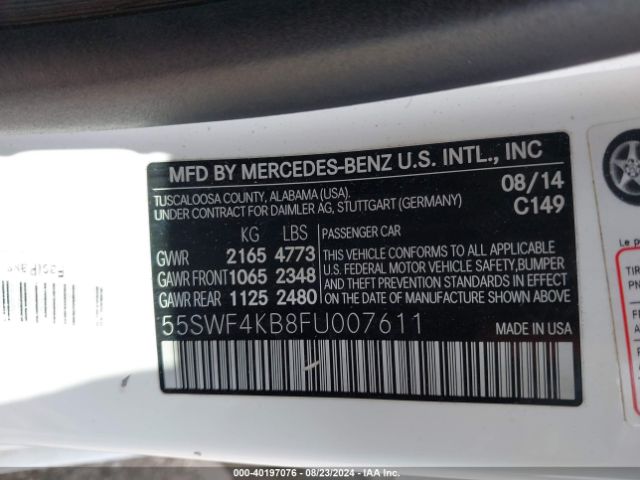 MFD BY MERCEDES-BENZ U.S. INTL., INC
TUSCALOOSA COUNTY, ALABAMA (USA).
UNDER CONTRACT FOR DAIMLER AG, STUTTGART (GERMANY)
08/14
C149
KG LBS
GVWR 2165 4773
GAWR FRONT 1065 2348
GAWR REAR 1125 2480
PASSENGER CAR
THIS VEHICLE CONFORMS TO ALL APPLICABLE
U.S. FEDERAL MOTOR VEHICLE SAFETY, BUMPER
AND THEFT PREVENTION STANDARDS IN EFFECT
ON THE DATE OF MANUFACTURE SHOWN ABOVE.
55SWF4KB8FU007611
MADE IN USA
Le p
TIR
PN
000-40197076 - 08/23/2024 - IAA, Inc.